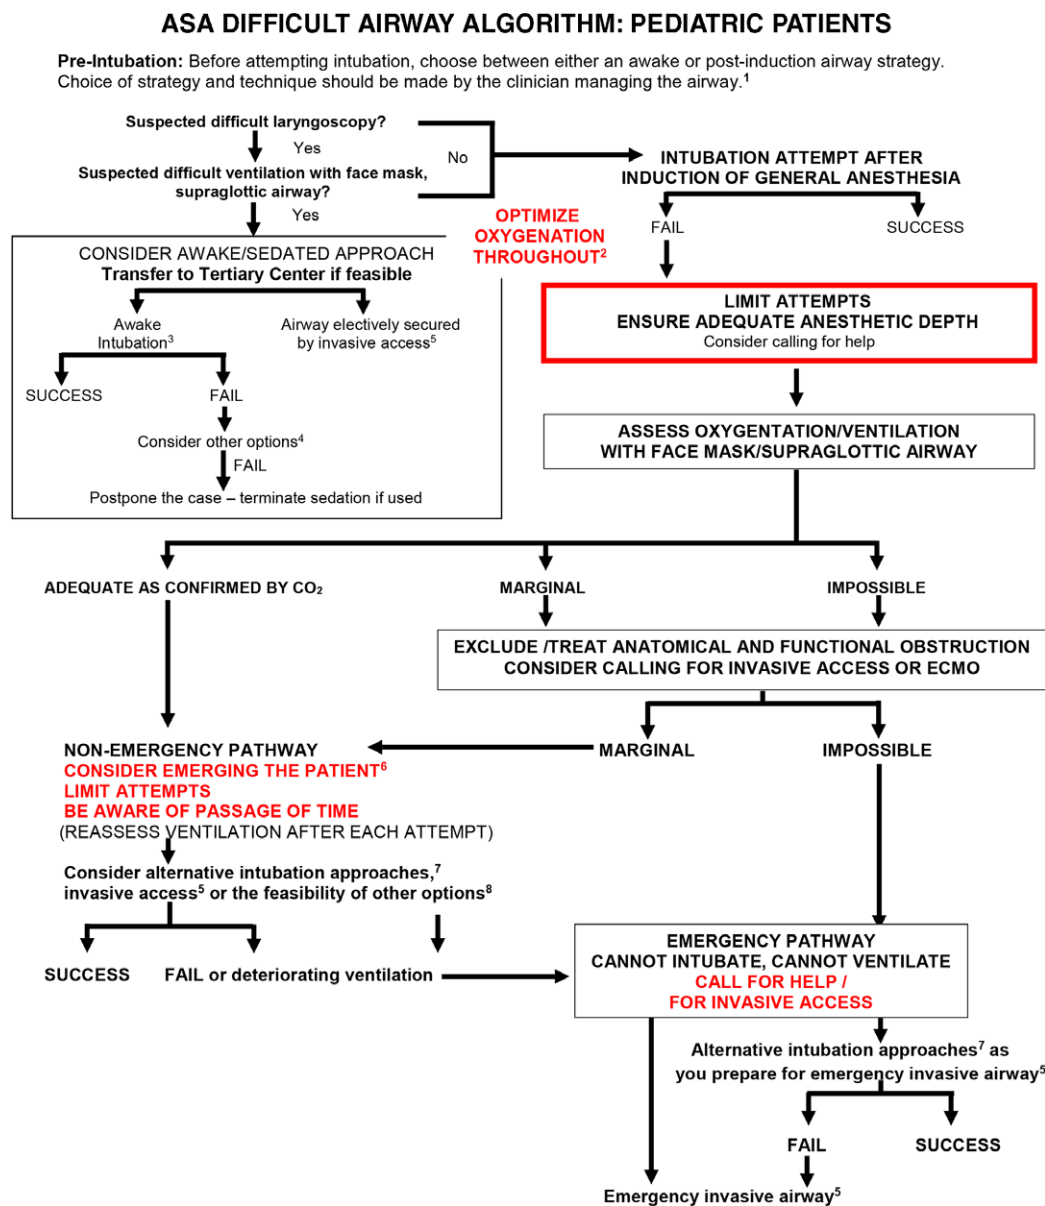 ASA DIFFICULT AIRWAY ALGORITHM: PEDIATRIC PATIENTS
Pre-Intubation: Before attempting intubation, choose between either an awake or post-induction airway strategy.
Choice of strategy and technique should be made by the clinician managing the airway.¹
Suspected difficult laryngoscopy?
Yes
No
Suspected difficult ventilation with face mask,
supraglottic airway?
Yes
INTUBATION ATTEMPT AFTER
INDUCTION OF GENERAL ANESTHESIA
FAIL
SUCCESS
OPTIMIZE
OXYGENATION
THROUGHOUT²
CONSIDER AWAKE/SEDATED APPROACH
Transfer to Tertiary Center if feasible
Awake
Intubation³
Airway electively secured
by invasive access⁵
SUCCESS
FAIL
Consider other options⁴
FAIL
Postpone the case – terminate sedation if used
LIMIT ATTEMPTS
ENSURE ADEQUATE ANESTHETIC DEPTH
Consider calling for help
ASSESS OXYGENTATION/VENTILATION
WITH FACE MASK/SUPRAGLOTTIC AIRWAY
ADEQUATE AS CONFIRMED BY CO₂
MARGINAL
IMPOSSIBLE
EXCLUDE /TREAT ANATOMICAL AND FUNCTIONAL OBSTRUCTION
CONSIDER CALLING FOR INVASIVE ACCESS OR ECMO
MARGINAL
IMPOSSIBLE
NON-EMERGENCY PATHWAY
CONSIDER EMERGING THE PATIENT⁶
LIMIT ATTEMPTS
BE AWARE OF PASSAGE OF TIME
(REASSESS VENTILATION AFTER EACH ATTEMPT)
Consider alternative intubation approaches,⁷
invasive access⁵ or the feasibility of other options⁸
SUCCESS
FAIL or deteriorating ventilation
EMERGENCY PATHWAY
CANNOT INTUBATE, CANNOT VENTILATE
CALL FOR HELP /
FOR INVASIVE ACCESS
Alternative intubation approaches⁷ as
you prepare for emergency invasive airway⁵
FAIL
SUCCESS
Emergency invasive airway⁵